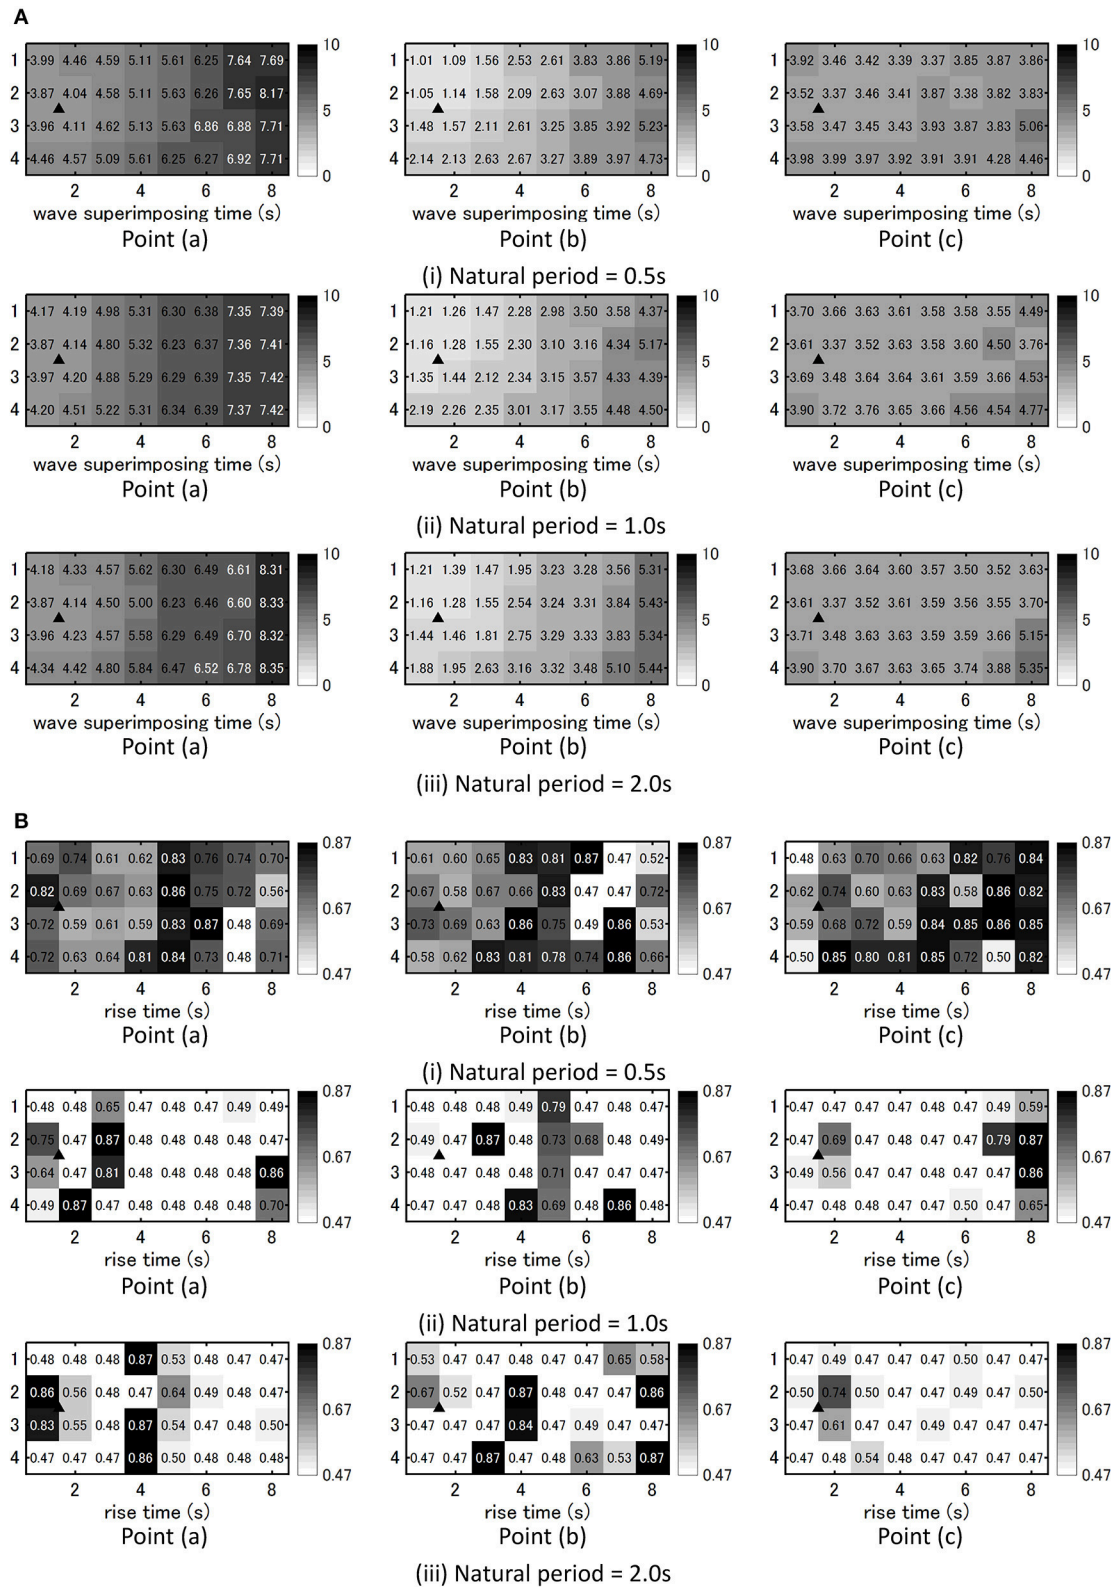 A
1 3.99 4.46 4.59 5.11 5.61 6.25 7.64 7.69 10
2 3.87 4.04 4.58 5.11 5.63 6.26 7.65 8.17 5
3 3.96 4.11 4.62 5.13 5.63 6.86 6.88 7.71
4 4.46 4.57 5.09 5.61 6.25 6.27 6.92 7.71 0
2 4 6 8
wave superimposing time (s)
Point (a)
1.01 1.09 1.56 2.53 2.61 3.83 3.86 5.19 10
1.05 1.14 1.58 2.09 2.63 3.07 3.88 4.69 5
1.48 1.57 2.11 2.61 3.25 3.85 3.92 5.23
2.14 2.13 2.63 2.67 3.27 3.89 3.97 4.73 0
2 4 6 8
wave superimposing time (s)
Point (b)
3.92 3.46 3.42 3.39 3.37 3.85 3.87 3.86 10
3.52 3.37 3.46 3.41 3.87 3.38 3.82 3.83 5
3.58 3.47 3.45 3.43 3.93 3.87 3.83 5.06
3.98 3.99 3.97 3.92 3.91 3.91 4.28 4.46 0
2 4 6 8
wave superimposing time (s)
Point (c)
(i) Natural period = 0.5s
1 4.17 4.19 4.98 5.31 6.30 6.38 7.35 7.39 10
2 3.87 4.14 4.80 5.32 6.23 6.37 7.36 7.41 5
3 3.97 4.20 4.88 5.29 6.29 6.39 7.35 7.42
4 4.20 4.51 5.22 5.31 6.34 6.39 7.37 7.42 0
2 4 6 8
wave superimposing time (s)
Point (a)
1.21 1.26 1.47 2.28 2.98 3.50 3.58 4.37 10
1.16 1.28 1.55 2.30 3.10 3.16 4.34 5.17 5
1.35 1.44 2.12 2.34 3.15 3.57 4.33 4.39
2.19 2.26 2.35 3.01 3.17 3.55 4.48 4.50 0
2 4 6 8
wave superimposing time (s)
Point (b)
3.70 3.66 3.63 3.61 3.58 3.58 3.55 4.49 10
3.61 3.37 3.52 3.63 3.58 3.60 4.50 3.76 5
3.69 3.48 3.64 3.64 3.61 3.59 3.66 4.53
3.90 3.72 3.76 3.65 3.66 4.56 4.54 4.77 0
2 4 6 8
wave superimposing time (s)
Point (c)
(ii) Natural period = 1.0s
1 4.18 4.33 4.57 5.62 6.30 6.49 6.61 8.31 10
2 3.87 4.14 4.50 5.00 6.23 6.46 6.60 8.33 5
3 3.96 4.23 4.57 5.58 6.29 6.49 6.70 8.32
4 4.34 4.42 4.80 5.84 6.47 6.52 6.78 8.35 0
2 4 6 8
wave superimposing time (s)
Point (a)
1.21 1.39 1.47 1.95 3.23 3.28 3.56 5.31 10
1.16 1.28 1.55 2.54 3.24 3.31 3.84 5.43 5
1.44 1.46 1.81 2.75 3.29 3.33 3.83 5.34
1.88 1.95 2.63 3.16 3.32 3.48 5.10 5.44 0
2 4 6 8
wave superimposing time (s)
Point (b)
3.68 3.66 3.64 3.60 3.57 3.50 3.52 3.63 10
3.61 3.37 3.52 3.61 3.59 3.56 3.55 3.70 5
3.71 3.48 3.63 3.63 3.59 3.59 3.66 5.15
3.90 3.70 3.67 3.63 3.65 3.74 3.88 5.35 0
2 4 6 8
wave superimposing time (s)
Point (c)
(iii) Natural period = 2.0s
B
1 0.69 0.74 0.61 0.62 0.83 0.76 0.74 0.70 0.87
2 0.82 0.69 0.67 0.63 0.86 0.75 0.72 0.56 0.67
3 0.72 0.59 0.61 0.59 0.83 0.87 0.48 0.69
4 0.72 0.63 0.64 0.81 0.84 0.73 0.48 0.71 0.47
2 4 6 8
rise time (s)
Point (a)
1 0.61 0.60 0.65 0.83 0.81 0.87 0.47 0.52 0.87
2 0.67 0.58 0.67 0.66 0.83 0.47 0.47 0.72 0.67
3 0.73 0.69 0.63 0.86 0.75 0.49 0.86 0.53
4 0.58 0.62 0.83 0.81 0.78 0.74 0.86 0.66 0.47
2 4 6 8
rise time (s)
Point (b)
1 0.48 0.63 0.70 0.66 0.63 0.82 0.76 0.84 0.87
2 0.62 0.74 0.60 0.63 0.83 0.58 0.86 0.82 0.67
3 0.59 0.68 0.72 0.59 0.84 0.85 0.86 0.85
4 0.50 0.85 0.80 0.81 0.85 0.72 0.50 0.82 0.47
2 4 6 8
rise time (s)
Point (c)
(i) Natural period = 0.5s
1 0.48 0.48 0.65 0.47 0.48 0.47 0.49 0.49 0.87
2 0.75 0.47 0.87 0.48 0.48 0.48 0.47 0.48 0.67
3 0.64 0.47 0.81 0.48 0.48 0.48 0.48 0.86
4 0.49 0.87 0.47 0.48 0.48 0.48 0.48 0.70 0.47
2 4 6 8
rise time (s)
Point (a)
1 0.48 0.48 0.48 0.49 0.79 0.47 0.48 0.47 0.87
2 0.49 0.47 0.87 0.48 0.73 0.68 0.48 0.49 0.67
3 0.48 0.48 0.48 0.48 0.71 0.47 0.47 0.47
4 0.47 0.47 0.48 0.83 0.69 0.48 0.86 0.48 0.47
2 4 6 8
rise time (s)
Point (b)
1 0.47 0.47 0.47 0.47 0.47 0.47 0.49 0.59 0.87
2 0.47 0.69 0.47 0.47 0.47 0.48 0.79 0.87 0.67
3 0.49 0.56 0.47 0.47 0.47 0.47 0.47 0.86
4 0.47 0.47 0.47 0.47 0.48 0.50 0.47 0.65 0.47
2 4 6 8
rise time (s)
Point (c)
(ii) Natural period = 1.0s
1 0.48 0.48 0.48 0.87 0.53 0.48 0.47 0.47 0.87
2 0.86 0.56 0.48 0.47 0.64 0.49 0.48 0.48 0.67
3 0.83 0.55 0.48 0.87 0.54 0.47 0.48 0.50
4 0.47 0.47 0.47 0.86 0.50 0.48 0.48 0.48 0.47
2 4 6 8
rise time (s)
Point (a)
1 0.53 0.47 0.47 0.48 0.47 0.47 0.65 0.58 0.87
2 0.67 0.52 0.47 0.87 0.48 0.47 0.47 0.86 0.67
3 0.47 0.47 0.47 0.84 0.47 0.49 0.47 0.47
4 0.47 0.47 0.87 0.47 0.48 0.63 0.53 0.87 0.47
2 4 6 8
rise time (s)
Point (b)
1 0.47 0.49 0.47 0.47 0.47 0.50 0.47 0.47 0.87
2 0.50 0.74 0.50 0.47 0.47 0.49 0.47 0.50 0.67
3 0.47 0.61 0.47 0.47 0.49 0.47 0.47 0.47
4 0.47 0.48 0.54 0.48 0.47 0.47 0.47 0.47 0.47
2 4 6 8
rise time (s)
Point (c)
(iii) Natural period = 2.0s